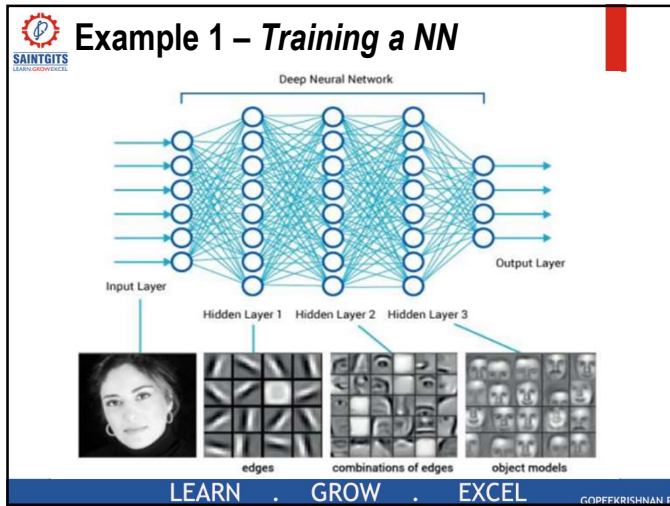 SAINTGITS
LEARN.GROW.EXCEL
Example 1 – Training a NN
Deep Neural Network
Input Layer
Output Layer
Hidden Layer 1 Hidden Layer 2 Hidden Layer 3
edges combinations of edges object models
LEARN . GROW . EXCEL
GOPEEKRISHNAN